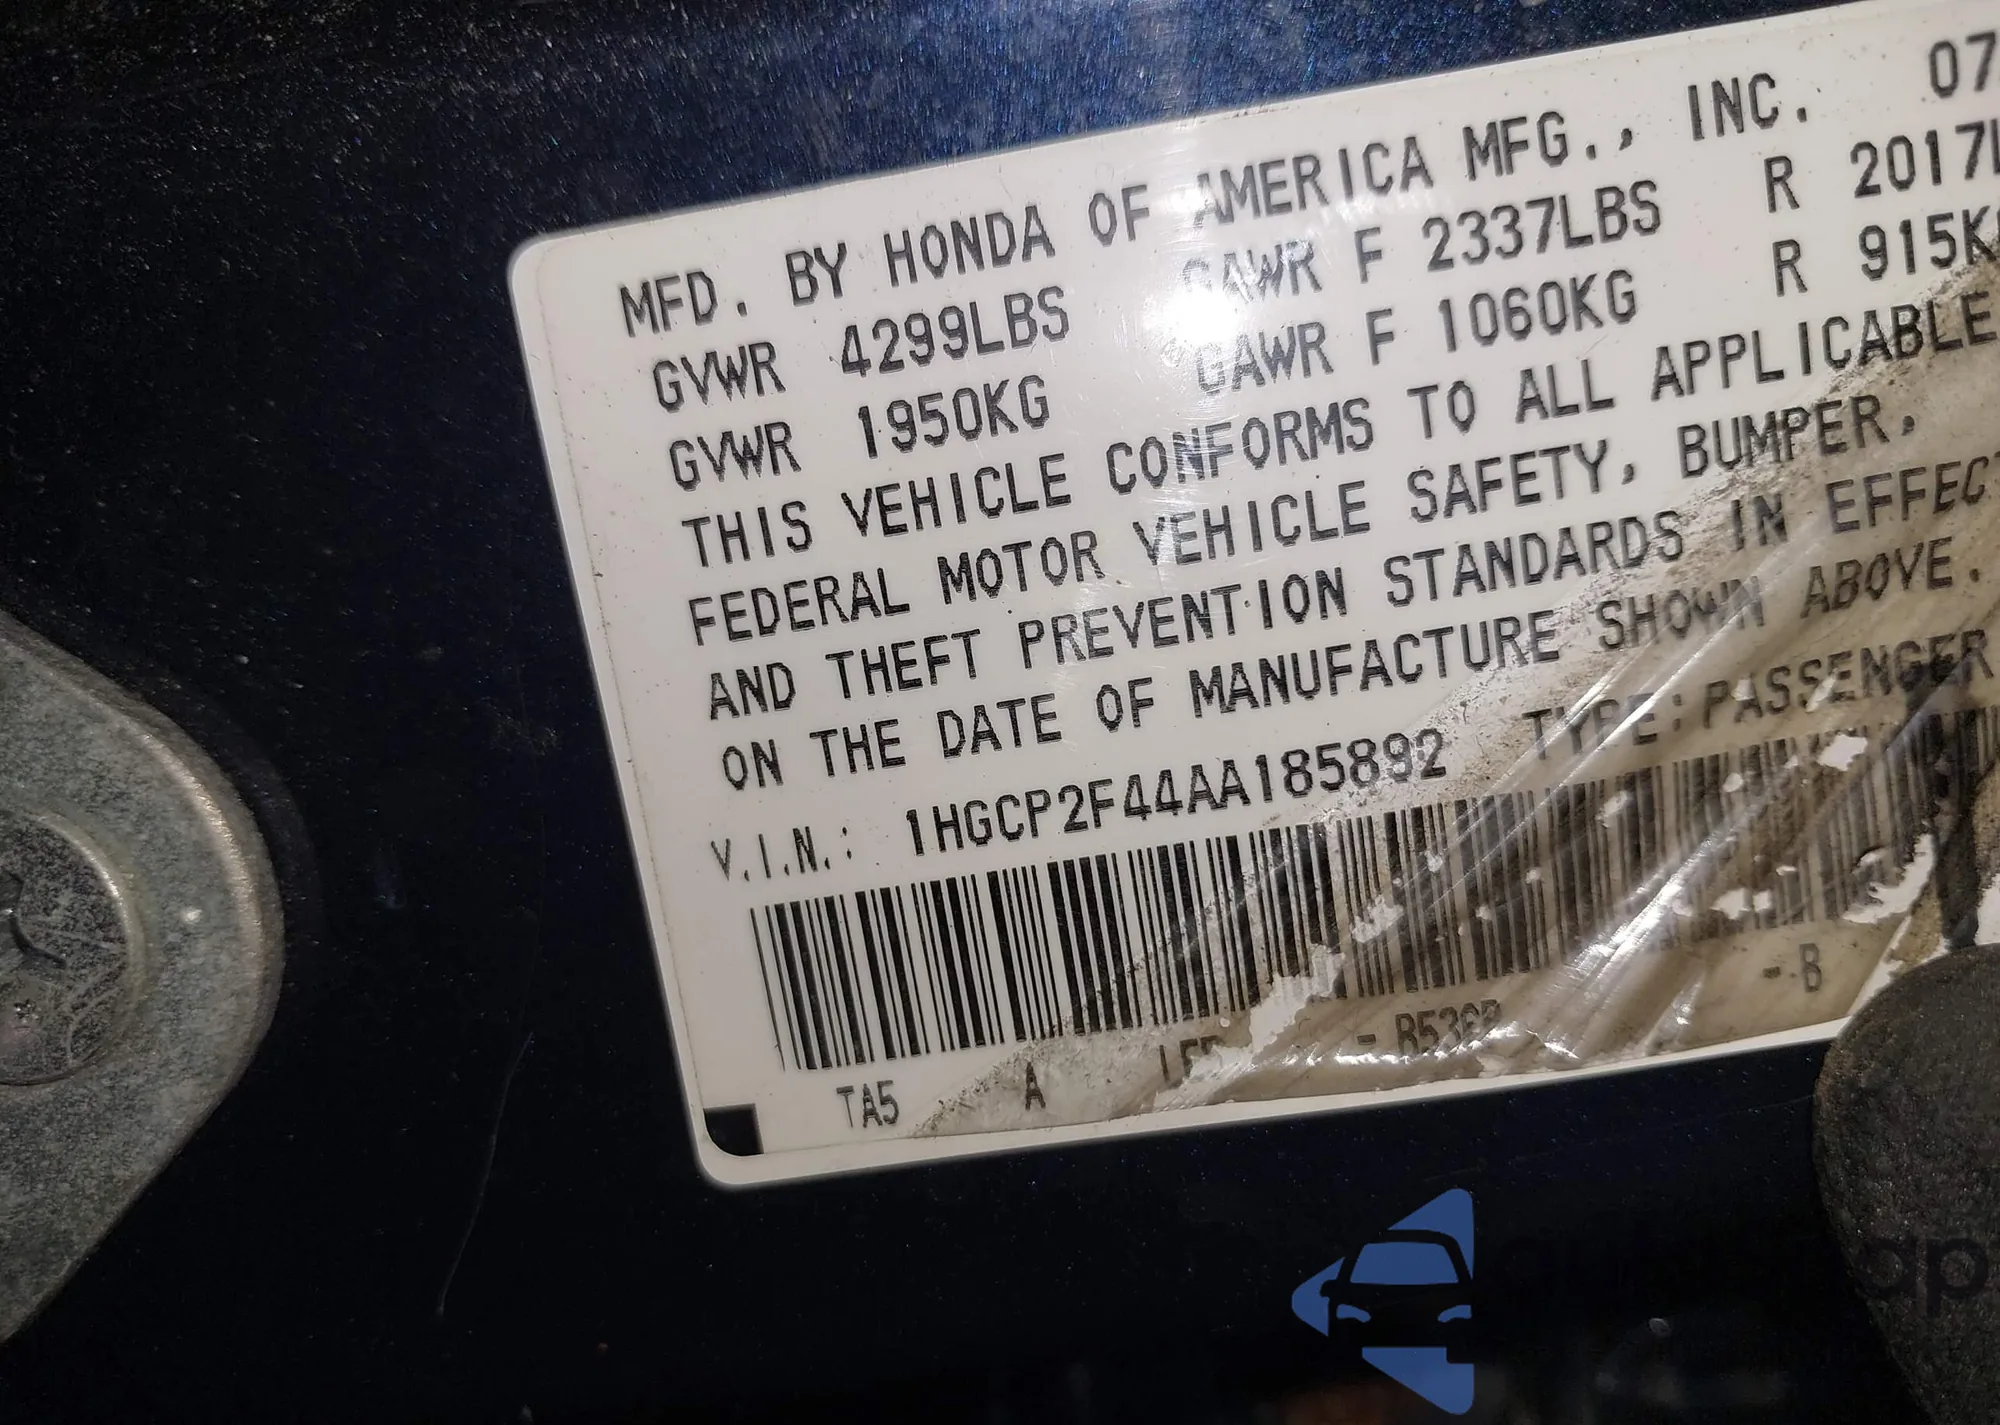 MFD. BY HONDA OF AMERICA MFG., INC. 07
GVWR 4299LBS GAWR F 2337LBS R 2017L
GVWR 1950KG GAWR F 1060KG R 915K
THIS VEHICLE CONFORMS TO ALL APPLICABLE
FEDERAL MOTOR VEHICLE SAFETY, BUMPER,
AND THEFT PREVENTION STANDARDS IN EFFECT
ON THE DATE OF MANUFACTURE SHOWN ABOVE.
V.I.N.: 1HGCP2F44AA185892 TYPE:PASSENGER
TA5 A - B